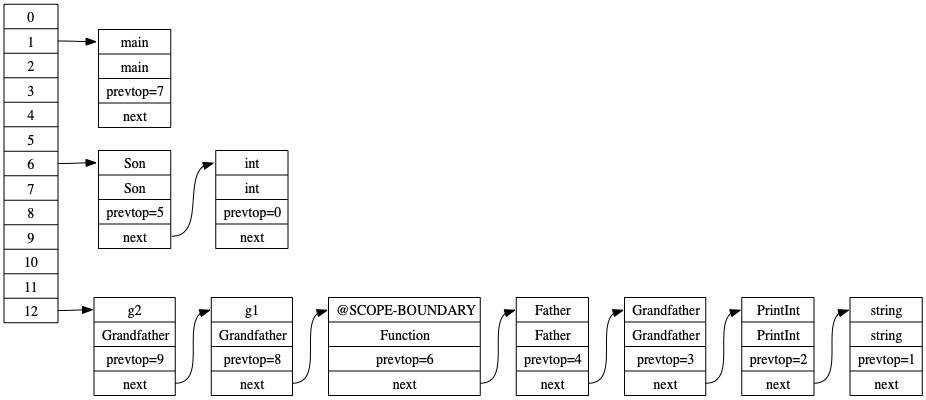 0
1
2
3
4
5
6
7
8
9
10
11
12
main
main
prevtop=7
next
Son
Son
prevtop=5
next
int
int
prevtop=0
next
g2
Grandfather
prevtop=9
next
g1
Grandfather
prevtop=8
next
@SCOPE-BOUNDARY
Function
prevtop=6
next
Father
Father
prevtop=4
next
Grandfather
Grandfather
prevtop=3
next
PrintInt
PrintInt
prevtop=2
next
string
string
prevtop=1
next